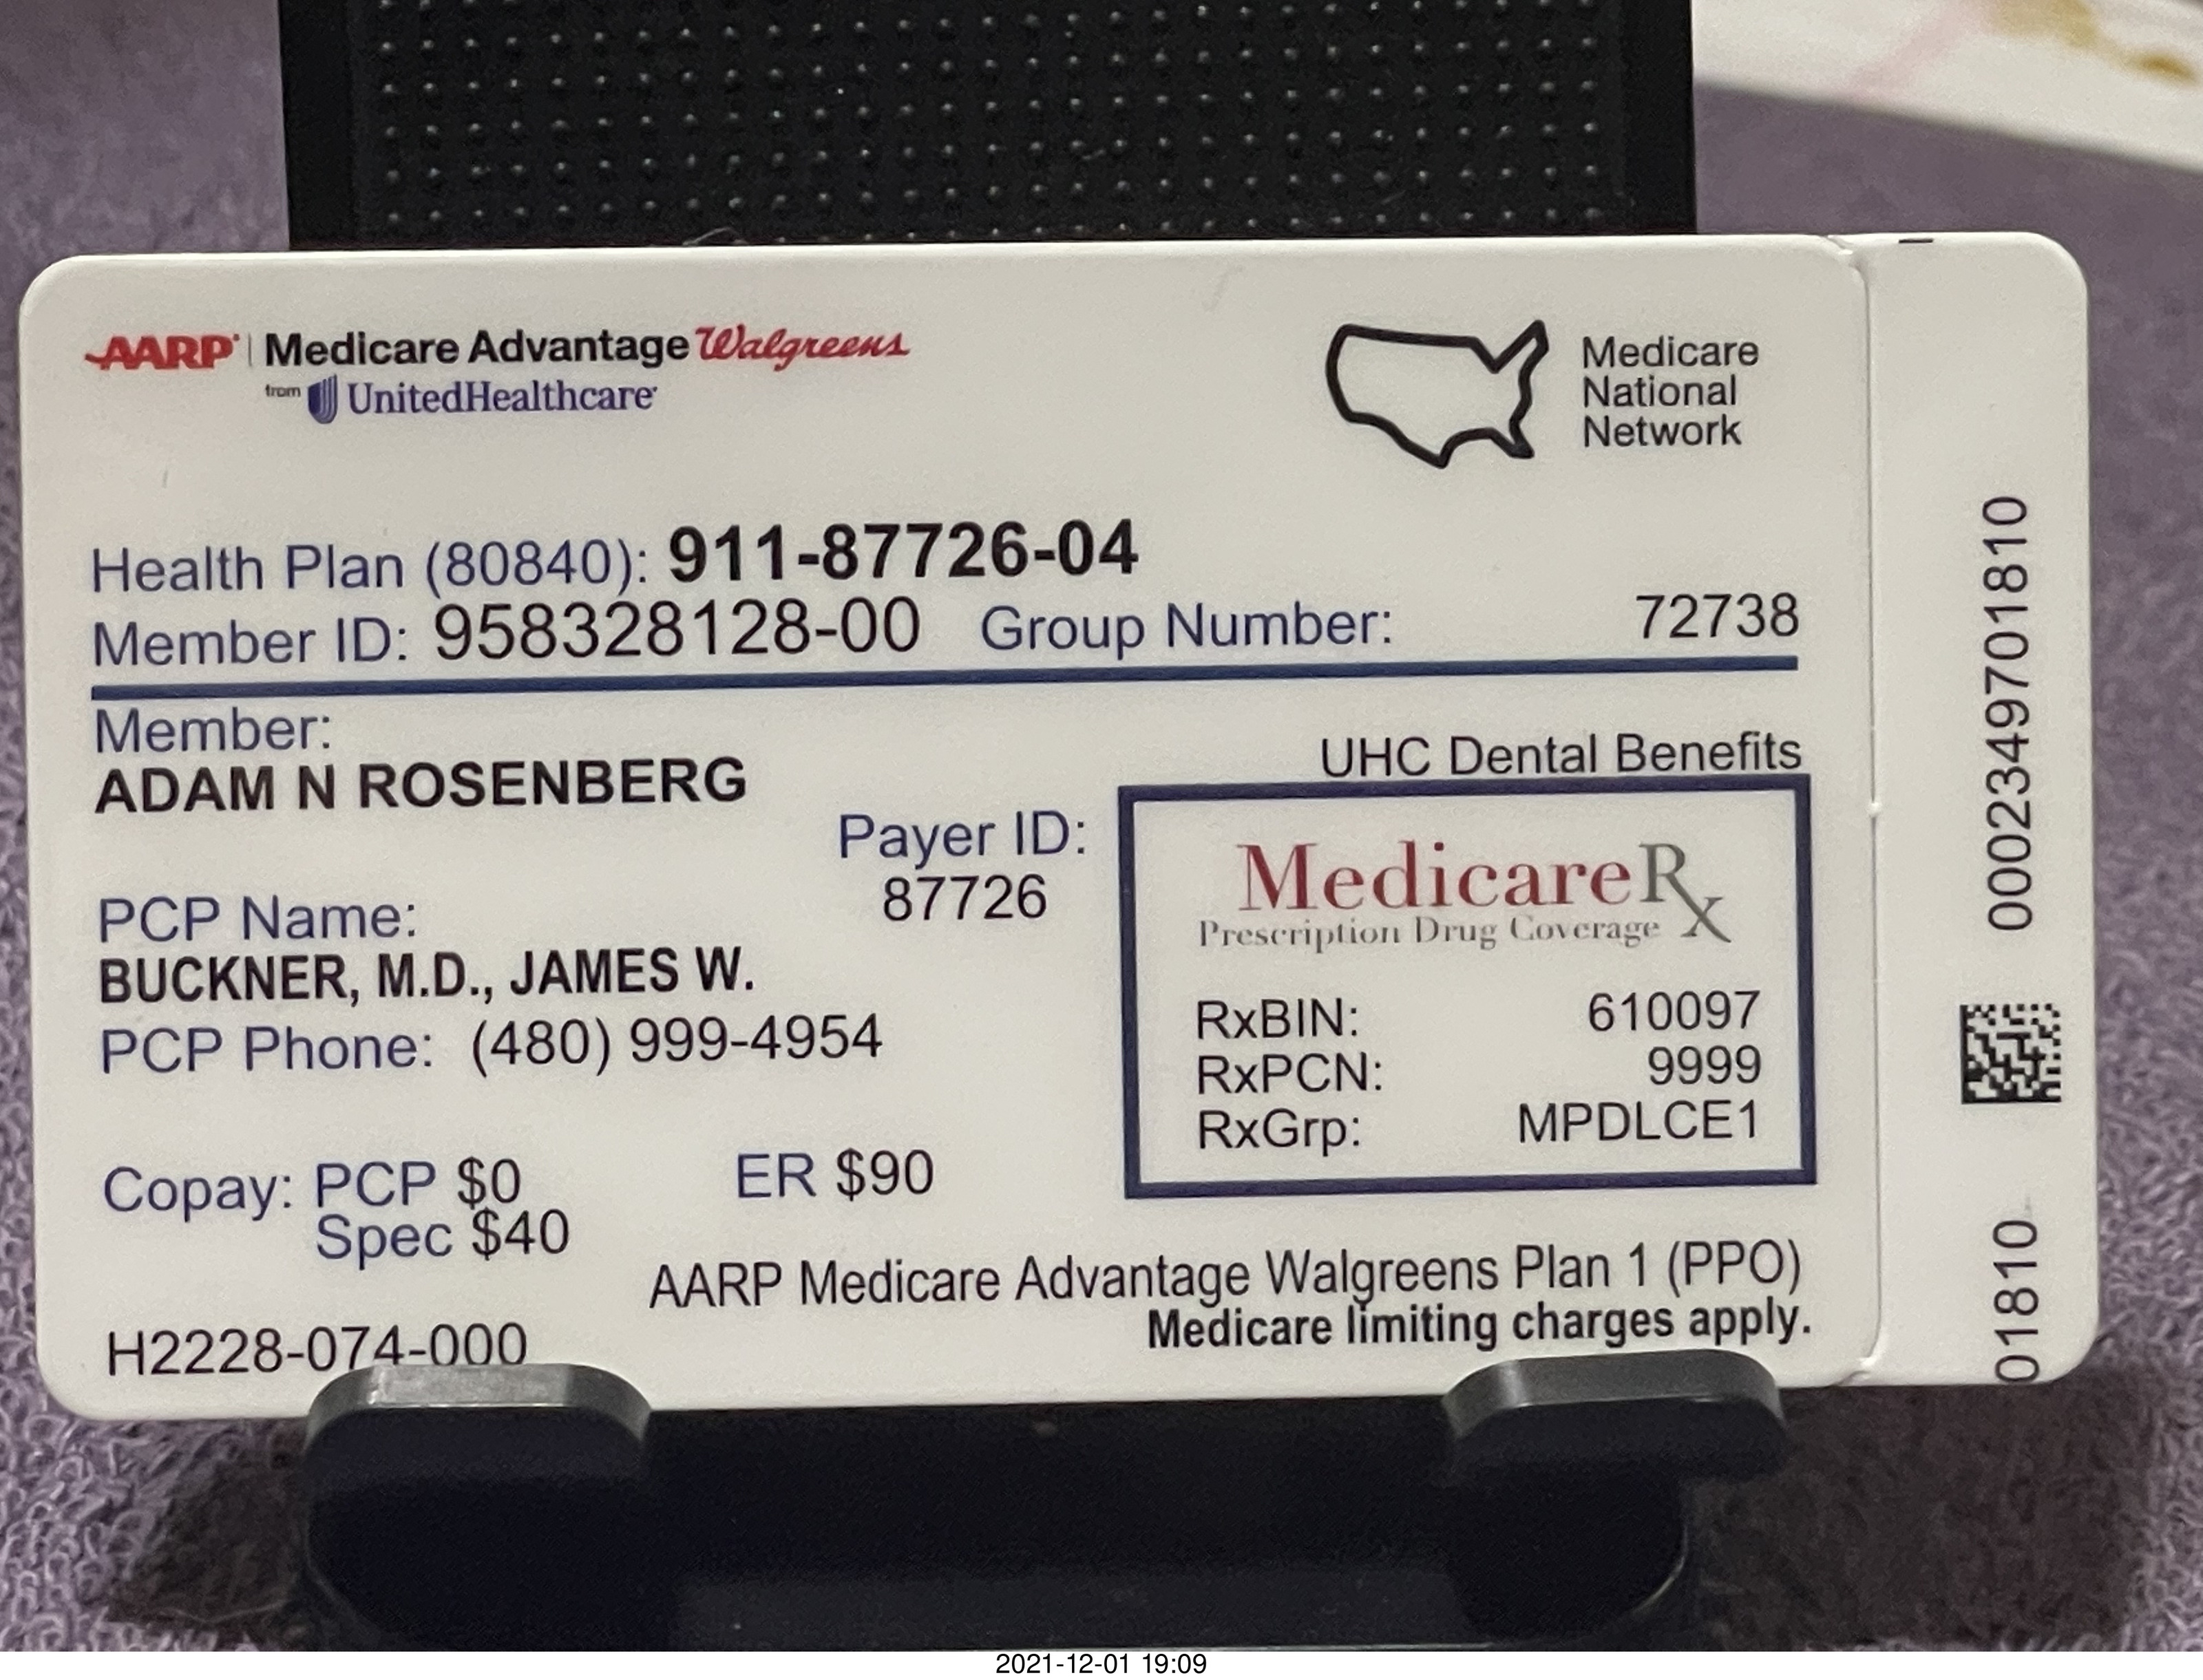 AARP | Medicare Advantage Walgreens
from UnitedHealthcare
Medicare
National
Network
Health Plan (80840): 911-87726-04
Member ID: 958328128-00 Group Number: 72738
Member:
ADAM N ROSENBERG
UHC Dental Benefits
Payer ID:
87726
PCP Name:
BUCKNER, M.D., JAMES W.
PCP Phone: (480) 999-4954
MedicareRx
Prescription Drug Coverage
RxBIN: 610097
RxPCN: 9999
RxGrp: MPDLCE1
Copay: PCP $0 ER $90
Spec $40
AARP Medicare Advantage Walgreens Plan 1 (PPO)
Medicare limiting charges apply.
H2228-074-000
01810 0002349701810
2021-12-01 19:09